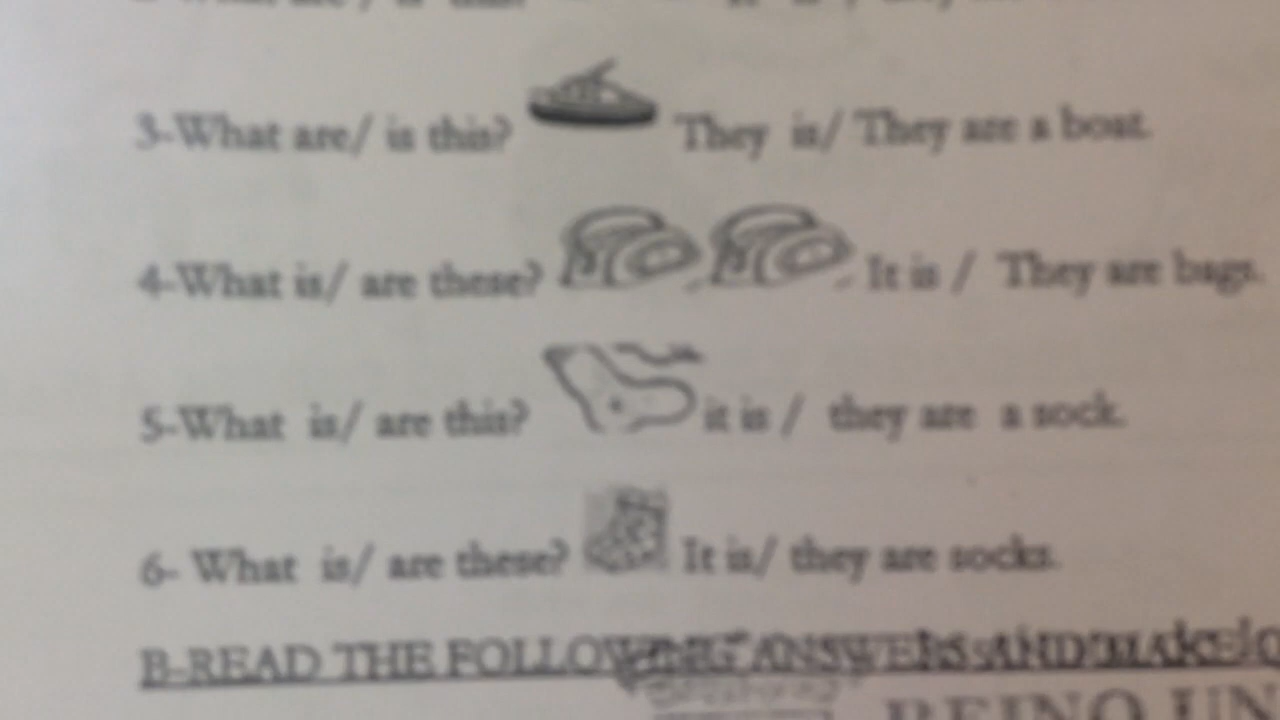 3-What are/ is this? They is/ They are a boat.
4-What is/ are these? It is / They are bags.
5-What is/ are this? it is / they are a sock.
6- What is/ are these? It is/ they are socks.
B-READ THE FOLLOWING ANSWERS AND MAKE
REINO UN